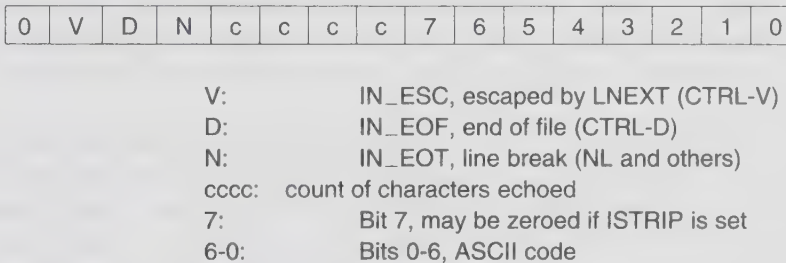 0 V D N c c c c 7 6 5 4 3 2 1 0
V: IN_ESC, escaped by LNEXT (CTRL-V)
D: IN_EOF, end of file (CTRL-D)
N: IN_EOT, line break (NL and others)
cccc: count of characters echoed
7: Bit 7, may be zeroed if ISTRIP is set
6-0: Bits 0-6, ASCII code